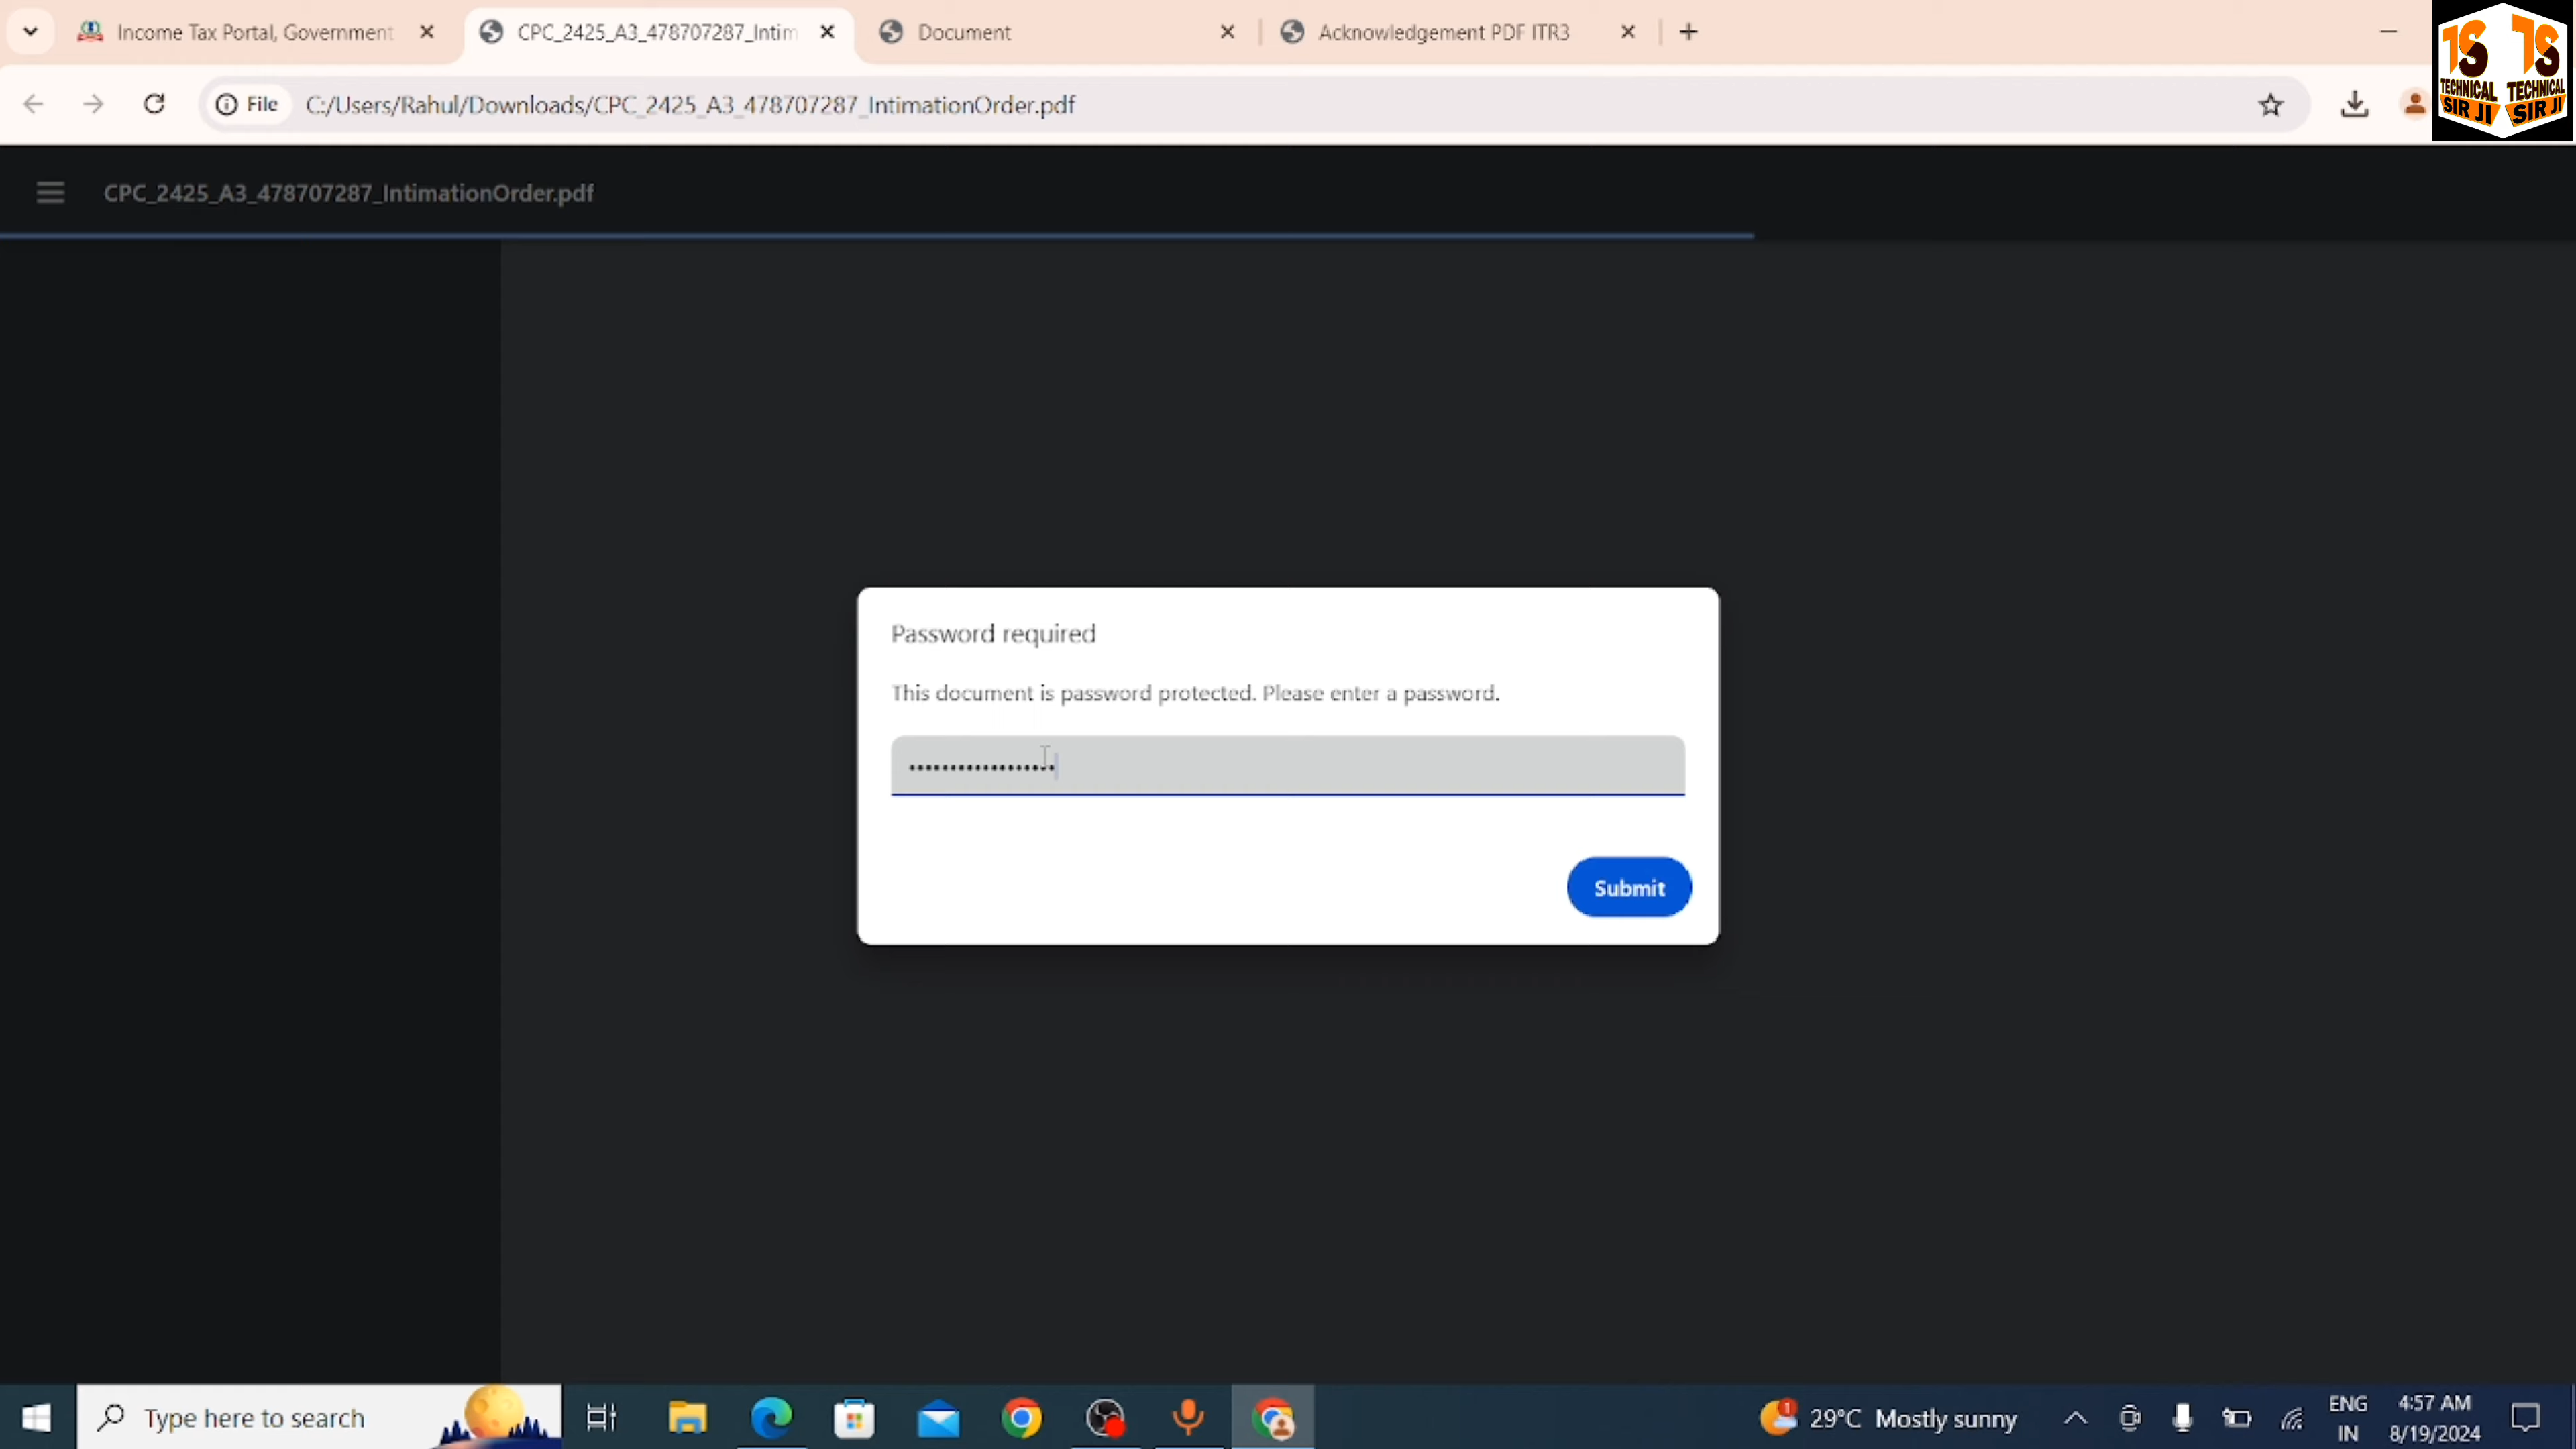 Income Tax Portal, Government
CPC_2425_A3_478707287_Intim
Document
Acknowledgement PDF ITR3
File
C:/Users/Rahul/Downloads/CPC_2425_A3_478707287_IntimationOrder.pdf
TS TS
TECHNICAL TECHNICAL
SIR JI SIR JI
CPC_2425_A3_478707287_IntimationOrder.pdf
Password required
This document is password protected. Please enter a password.
Submit
Type here to search
1
29°C Mostly sunny
ENG
IN
4:57 AM
8/19/2024